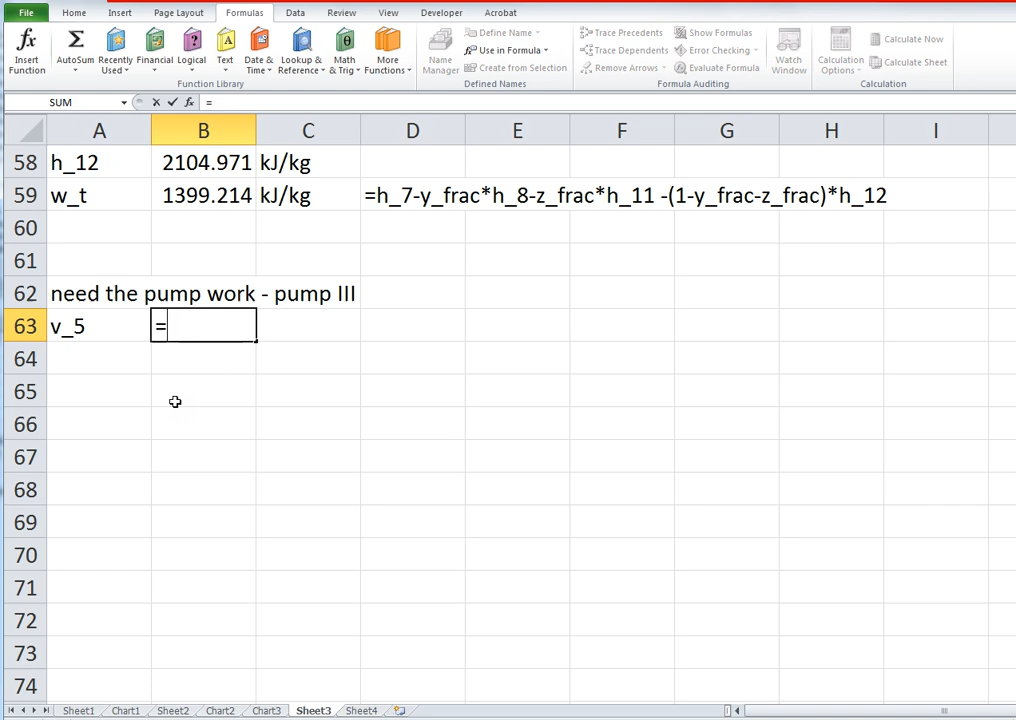 File Home Insert Page Layout Formulas Data Review View Developer Acrobat
fx Insert Function
Σ AutoSum
Recently Used
Financial
Logical
Text
Date & Time
Lookup & Reference
Math & Trig
More Functions
Function Library
Name Manager
Define Name
Use in Formula
Create from Selection
Defined Names
Trace Precedents
Trace Dependents
Remove Arrows
Show Formulas
Error Checking
Evaluate Formula
Formula Auditing
Watch Window
Calculation Options
Calculate Now
Calculate Sheet
Calculation
SUM fx =
A B C D E F G H I
58 h_12 2104.971 kJ/kg
59 w_t 1399.214 kJ/kg =h_7-y_frac*h_8-z_frac*h_11 -(1-y_frac-z_frac)*h_12
60
61
62 need the pump work - pump III
63 v_5 =
64
65
66
67
68
69
70
71
72
73
74
Sheet1 Chart1 Sheet2 Chart2 Chart3 Sheet3 Sheet4